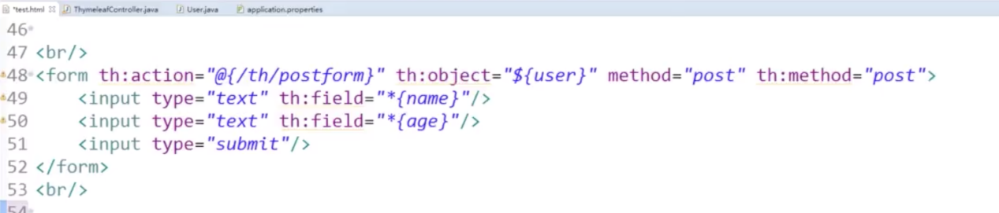 *test.html ThymeleafController.java User.java application.properties
46
47 <br/>
48 <form th:action="@{/th/postform}" th:object="${user}" method="post" th:method="post">
49 <input type="text" th:field="*{name}"/>
50 <input type="text" th:field="*{age}"/>
51 <input type="submit"/>
52 </form>
53 <br/>
54